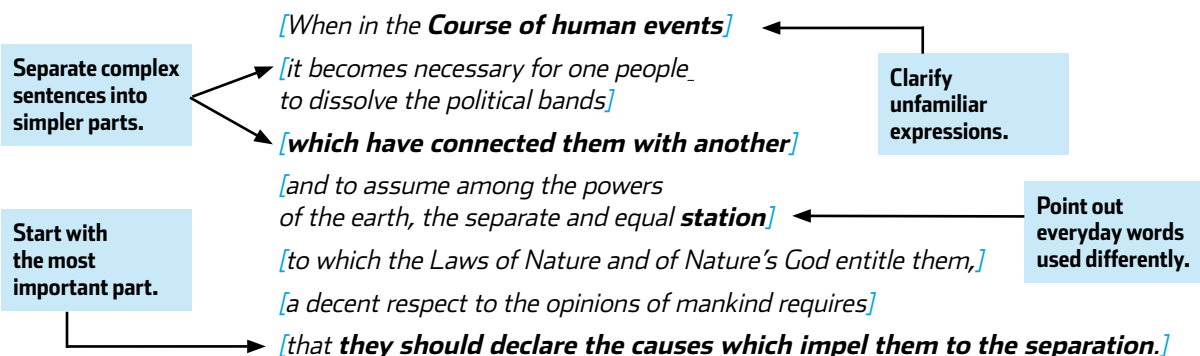 [When in the Course of human events]
Separate complex
sentences into
simpler parts.
[it becomes necessary for one people
to dissolve the political bands]
Clarify
unfamiliar
expressions.
[which have connected them with another]
[and to assume among the powers
of the earth, the separate and equal station]
Point out
everyday words
used differently.
Start with
the most
important part.
[to which the Laws of Nature and of Nature's God entitle them,]
[a decent respect to the opinions of mankind requires]
[that they should declare the causes which impel them to the separation.]